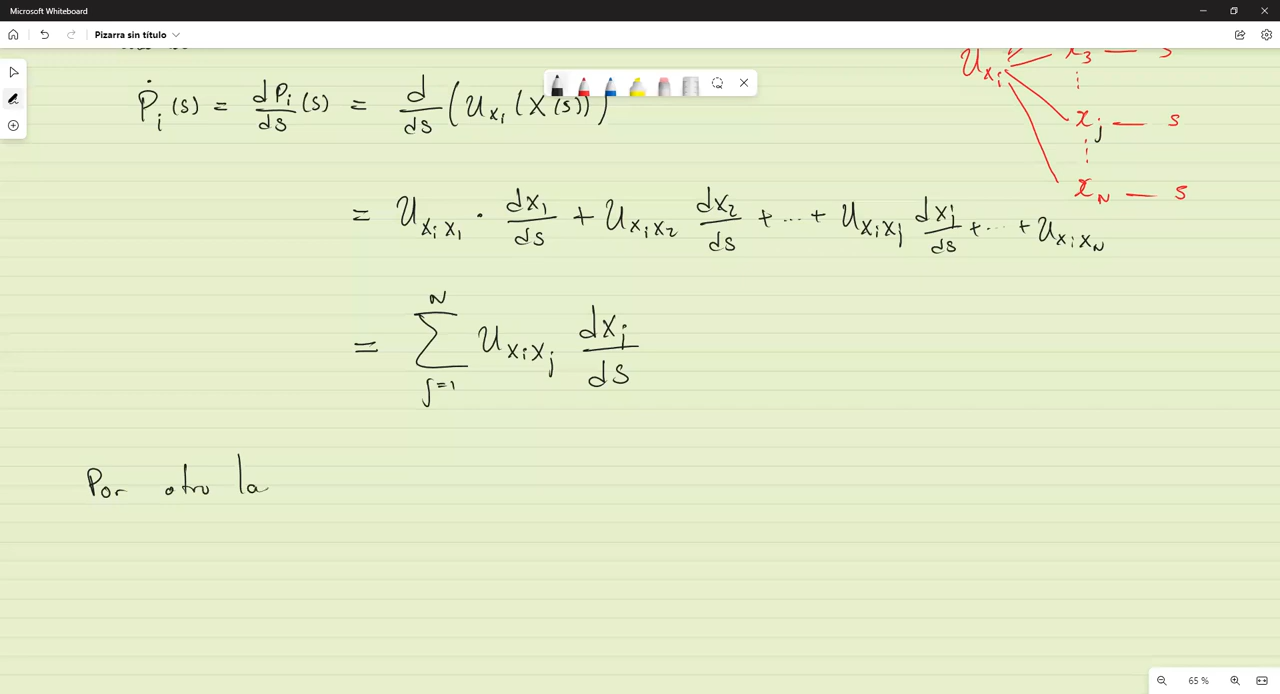 Microsoft Whiteboard
Pizarra sin título
Ṗ_i(s) = dP_i/ds (s) = d/ds (u_{x_i}(X(s)))
= u_{x_i x_1} · dx_1/ds + u_{x_i x_2} dx_2/ds + ... + u_{x_i x_j} dx_j/ds + ... + u_{x_i x_N}
= ∑_{j=1}^{N} u_{x_i x_j} dx_j/ds
Por otro la
u_{x_i}
x_3 — s
⋮
x_j — s
⋮
x_N — s
65 %